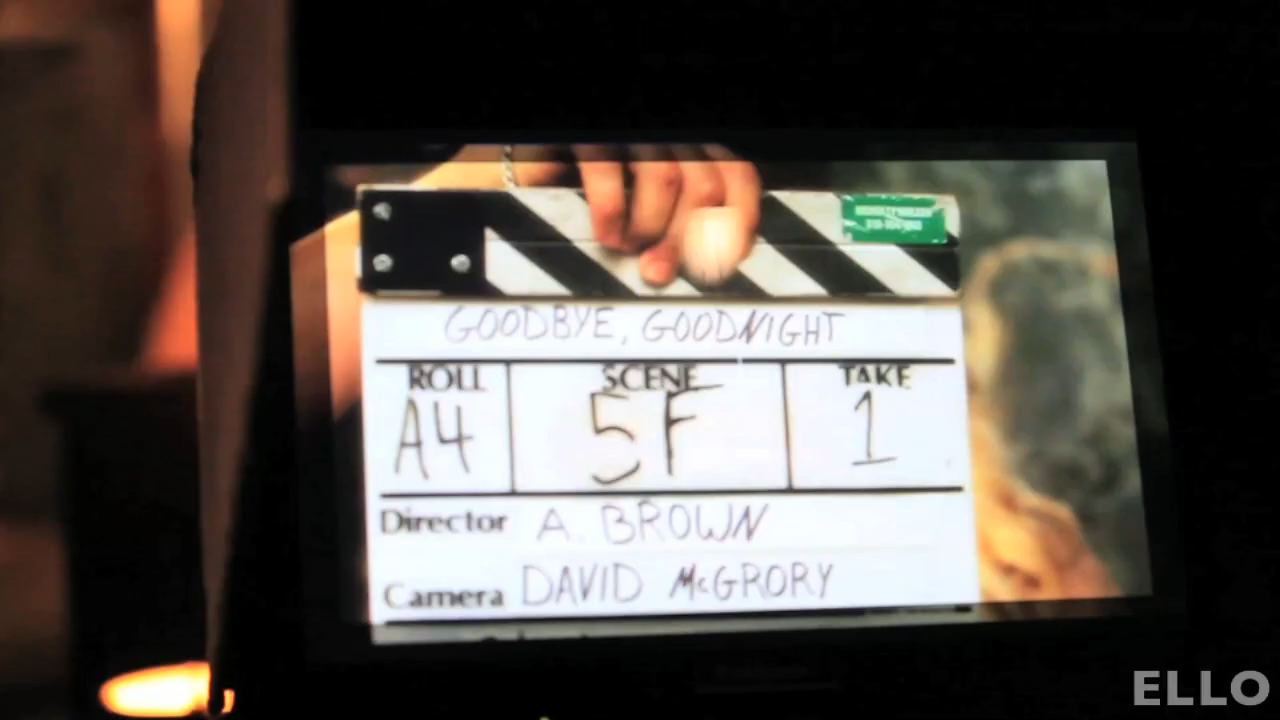 GOODBYE, GOODNIGHT
ROLL SCENE TAKE
A4 5F 1
Director A. BROWN
Camera DAVID McGRORY
ELLO